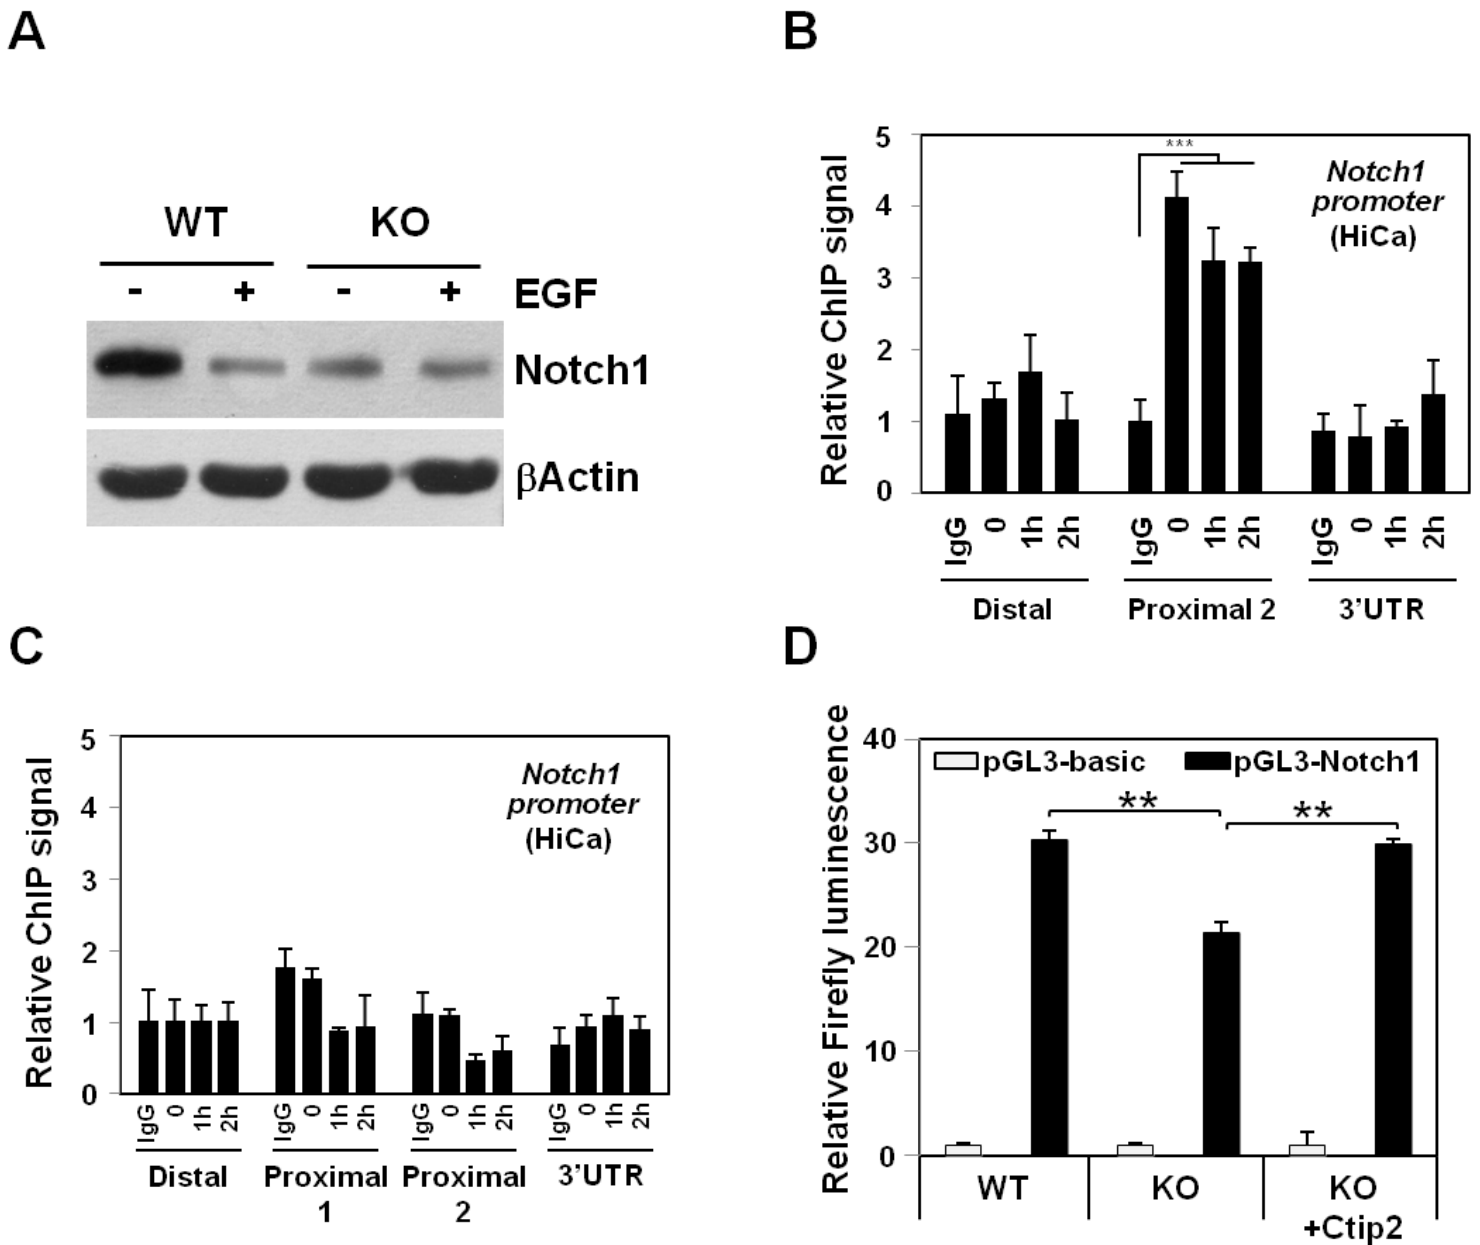 A
WT KO
- + - + EGF
Notch1
βActin
B
Relative ChIP signal
5
4
3
2
1
0
***
Notch1
promoter
(HiCa)
IgG 0 1h 2h IgG 0 1h 2h IgG 0 1h 2h
Distal Proximal 2 3’UTR
C
Relative ChIP signal
5
4
3
2
1
0
Notch1
promoter
(HiCa)
IgG 0 1h 2h IgG 0 1h 2h IgG 0 1h 2h IgG 0 1h 2h
Distal Proximal Proximal 3’UTR
1 2
D
Relative Firefly luminescence
40
30
20
10
0
pGL3-basic pGL3-Notch1
** **
WT KO KO
+Ctip2